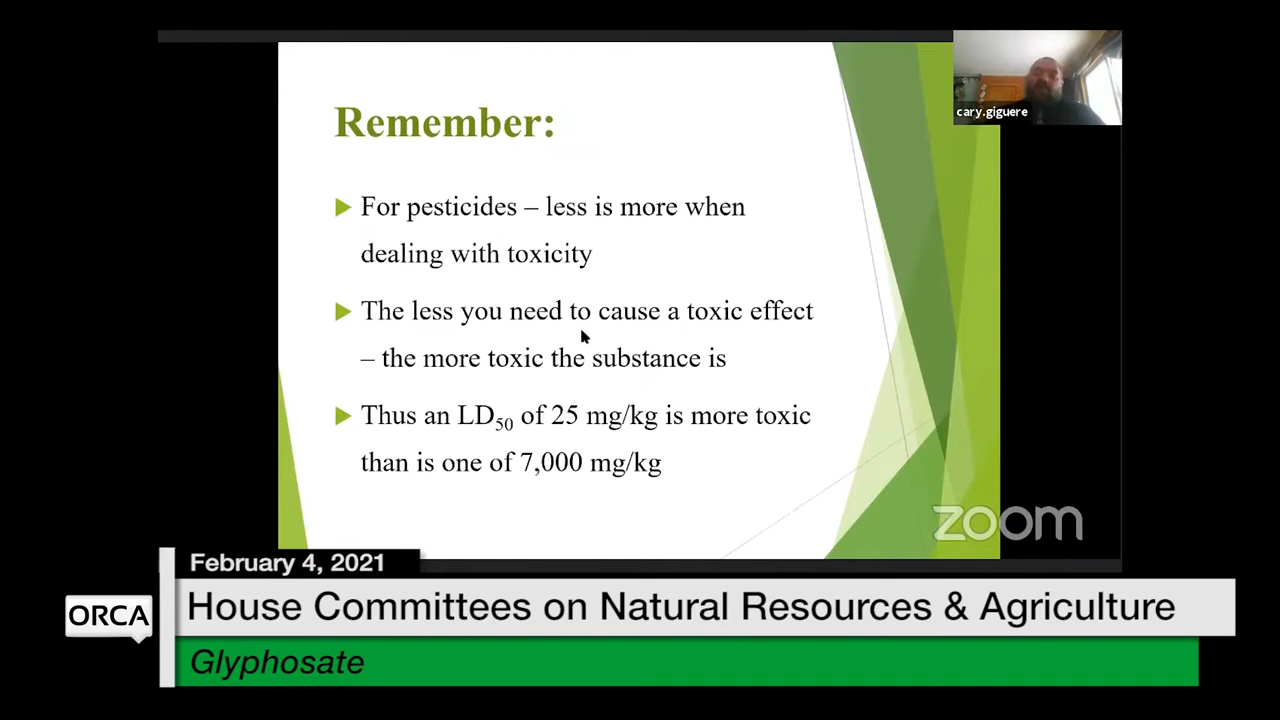 cary.giguere
Remember:
For pesticides – less is more when
dealing with toxicity
The less you need to cause a toxic effect
– the more toxic the substance is
Thus an LD50 of 25 mg/kg is more toxic
than is one of 7,000 mg/kg
zoom
February 4, 2021
ORCA
House Committees on Natural Resources & Agriculture
Glyphosate